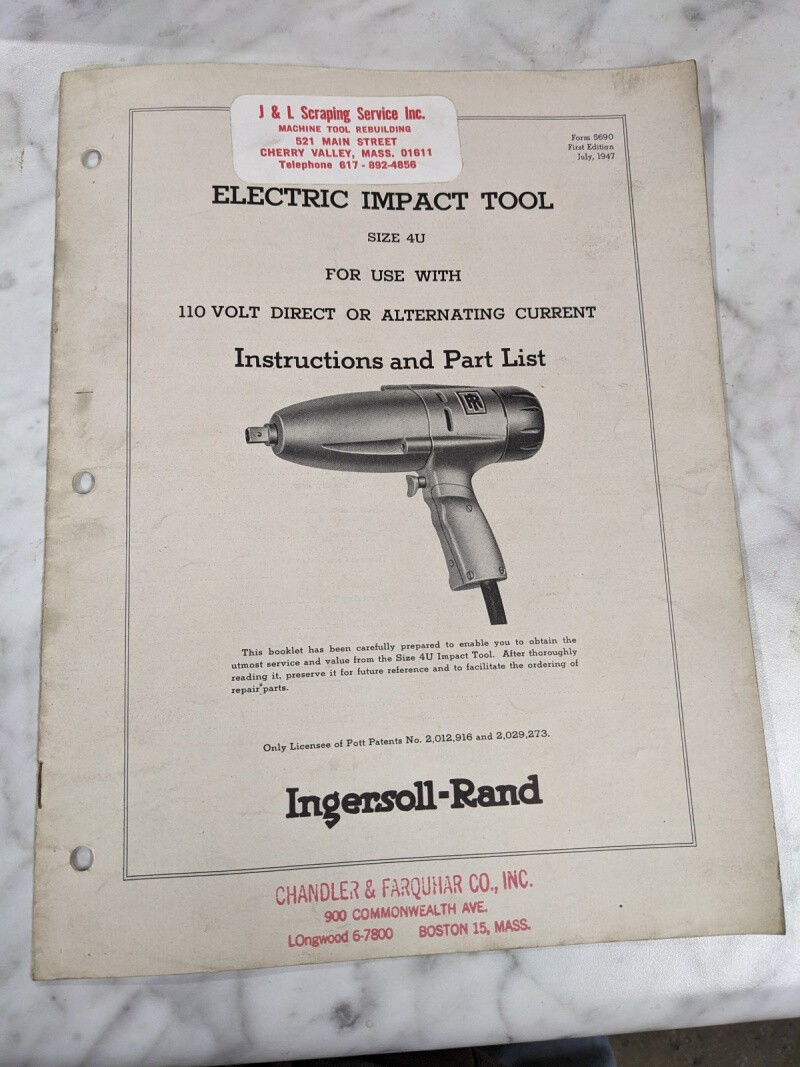 J & L Scraping Service Inc.
MACHINE TOOL REBUILDING
521 MAIN STREET
CHERRY VALLEY, MASS. 01611
Telephone 617 - 892-4856
Form 5690
First Edition
July, 1947
ELECTRIC IMPACT TOOL
SIZE 4U
FOR USE WITH
110 VOLT DIRECT OR ALTERNATING CURRENT
Instructions and Part List
IR
This booklet has been carefully prepared to enable you to obtain the
utmost service and value from the Size 4U Impact Tool. After thoroughly
reading it, preserve it for future reference and to facilitate the ordering of
repair parts.
Only Licensee of Pott Patents No. 2,012,916 and 2,029,273.
Ingersoll-Rand
CHANDLER & FARQUHAR CO., INC.
900 COMMONWEALTH AVE.
LOngwood 6-7800 BOSTON 15, MASS.